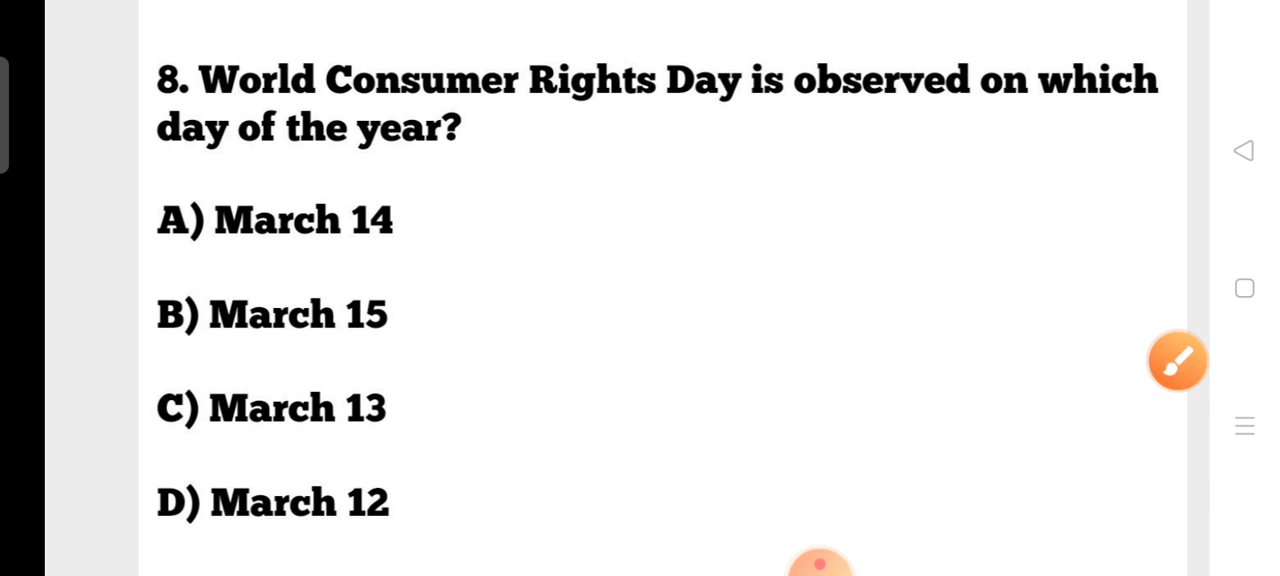 8. World Consumer Rights Day is observed on which
day of the year?
A) March 14
B) March 15
C) March 13
D) March 12